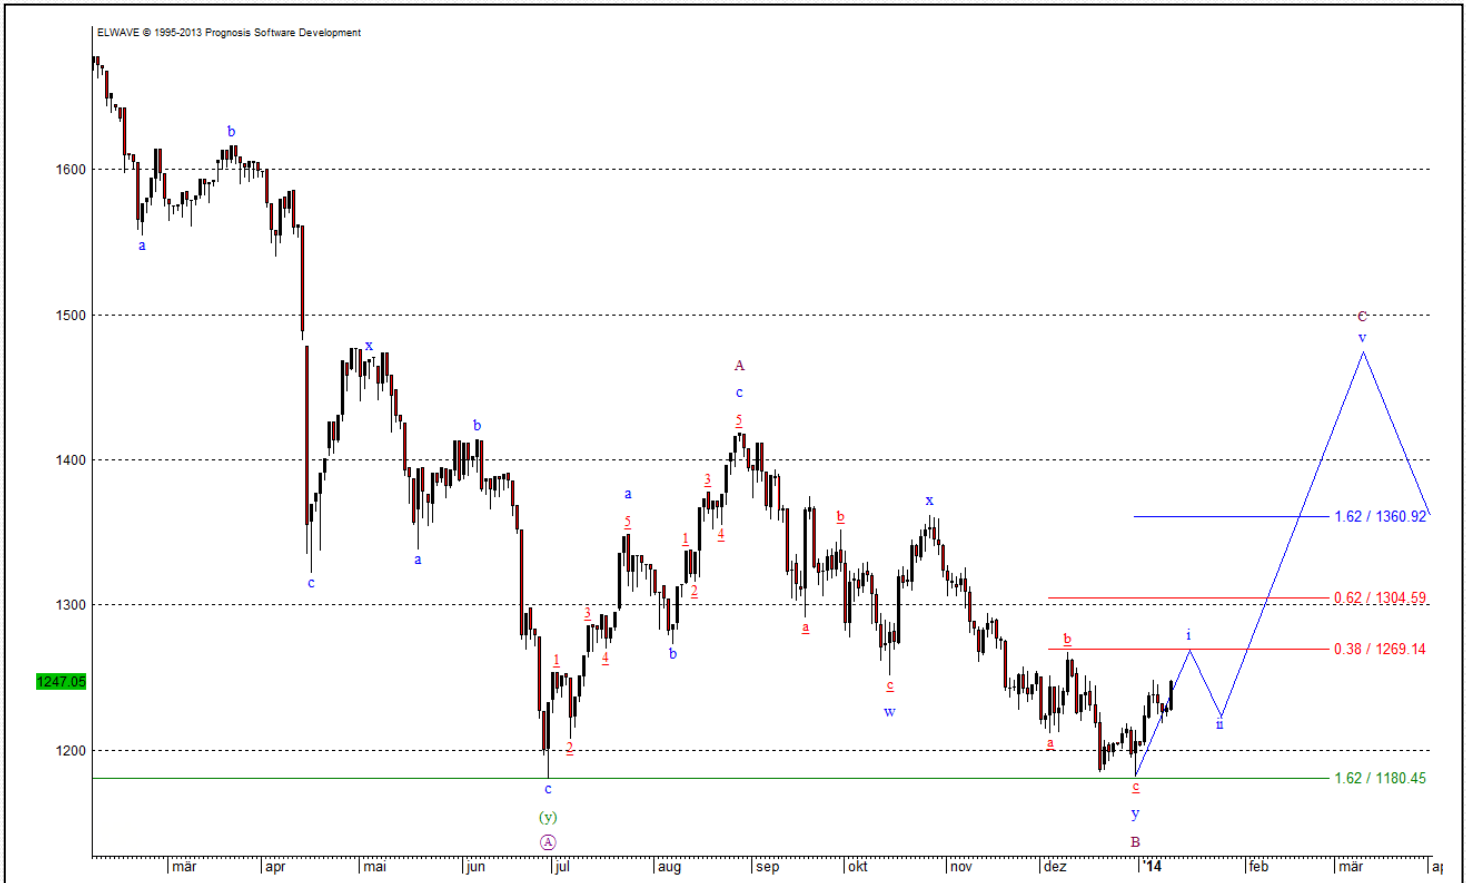 ELWAVE © 1995-2013 Prognosis Software Development
b
1600
a
1500
C
x
v
A
c
b
5
1400
3
a
x
5
b
1.62 / 1360.92
1
4
a
c
3
2
1300
0.62 / 1304.59
a
i
b
4
b
0.38 / 1269.14
1
c
1247.05
w
ii
2
a
1200
1.62 / 1180.45
c
c
(y)
y
A
B
mär
apr
mai
jun
jul
aug
sep
okt
nov
dez
'14
feb
mär